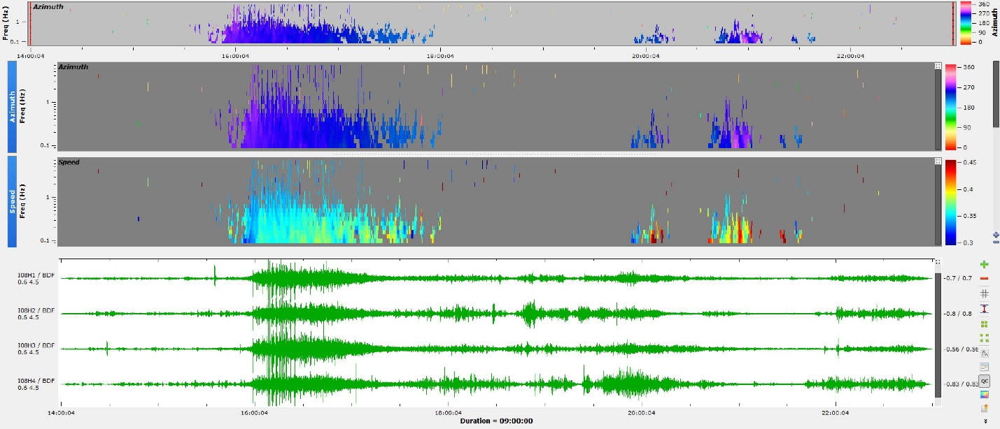 Azimuth
Freq (Hz)
1
0.1
14:00:04 16:00:04 18:00:04 20:00:04 22:00:04
360
270
180
90
0
Azimuth
Azimuth
Azimuth
Freq (Hz)
1
0.1
360
270
180
90
0
Speed
Speed
Freq (Hz)
1
0.1
0.45
0.4
0.35
0.3
I08H1 / BDF
0.6 4.5
-0.7 / 0.7
I08H2 / BDF
0.6 4.5
-0.8 / 0.8
I08H3 / BDF
0.6 4.5
-0.56 / 0.56
I08H4 / BDF
0.6 4.5
-0.83 / 0.83
QC
14:00:04 16:00:04 18:00:04 20:00:04 22:00:04
Duration = 09:00:00